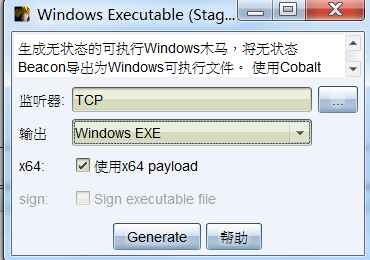 Windows Executable (Stag...
生成无状态的可执行Windows木马，将无状态
Beacon导出为Windows可执行文件。 使用Cobalt
监听器: TCP ...
输出 Windows EXE
x64: 使用x64 payload
sign: Sign executable file
Generate 帮助